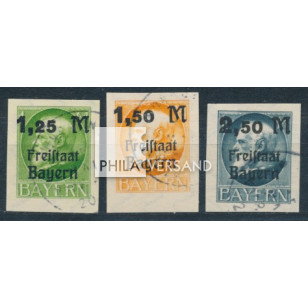 1,25 M
Freistaat
Bayern
BAYERN
1,50 M
Freistaat
BAYERN
2,50 M
Freistaat
Bayern
BAYERN
PHILAVERSAND